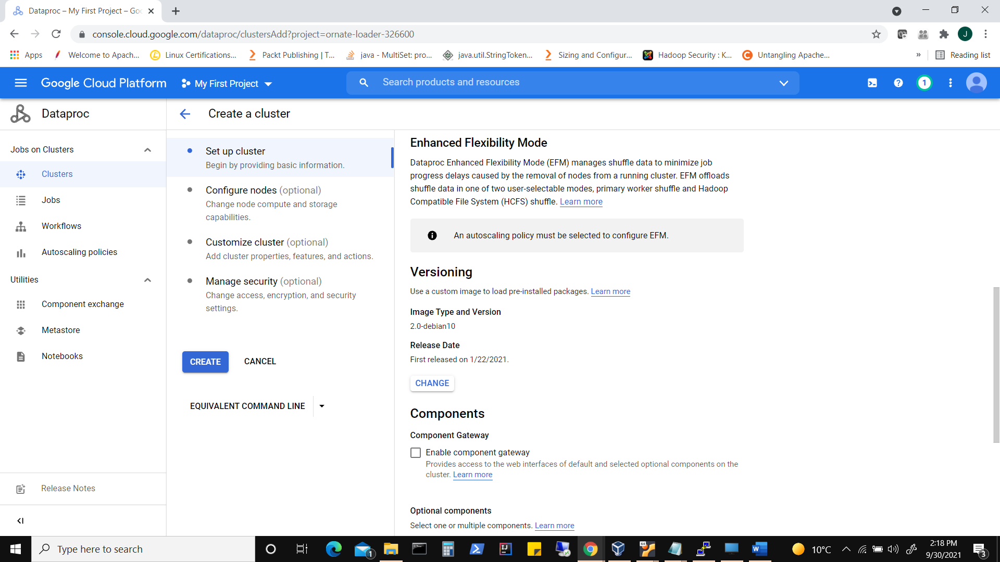 Dataproc – My First Project – Goo
console.cloud.google.com/dataproc/clustersAdd?project=ornate-loader-326600
J
Apps
Welcome to Apach...
Linux Certifications...
Packt Publishing | T...
java - MultiSet: pro...
java.util.StringToken...
Sizing and Configur...
Hadoop Security : K...
Untangling Apache...
»
Reading list
Google Cloud Platform
My First Project
Search products and resources
1
Dataproc
Create a cluster
Jobs on Clusters
Clusters
Jobs
Workflows
Autoscaling policies
Utilities
Component exchange
Metastore
Notebooks
Release Notes
Set up cluster
Begin by providing basic information.
Configure nodes (optional)
Change node compute and storage
capabilities.
Customize cluster (optional)
Add cluster properties, features, and actions.
Manage security (optional)
Change access, encryption, and security
settings.
CREATE
CANCEL
EQUIVALENT COMMAND LINE
Enhanced Flexibility Mode
Dataproc Enhanced Flexibility Mode (EFM) manages shuffle data to minimize job
progress delays caused by the removal of nodes from a running cluster. EFM offloads
shuffle data in one of two user-selectable modes, primary worker shuffle and Hadoop
Compatible File System (HCFS) shuffle. Learn more
An autoscaling policy must be selected to configure EFM.
Versioning
Use a custom image to load pre-installed packages. Learn more
Image Type and Version
2.0-debian10
Release Date
First released on 1/22/2021.
CHANGE
Components
Component Gateway
Enable component gateway
Provides access to the web interfaces of default and selected optional components on the
cluster. Learn more
Optional components
Select one or multiple components. Learn more
Type here to search
1
64
10°C
2:18 PM
9/30/2021
3